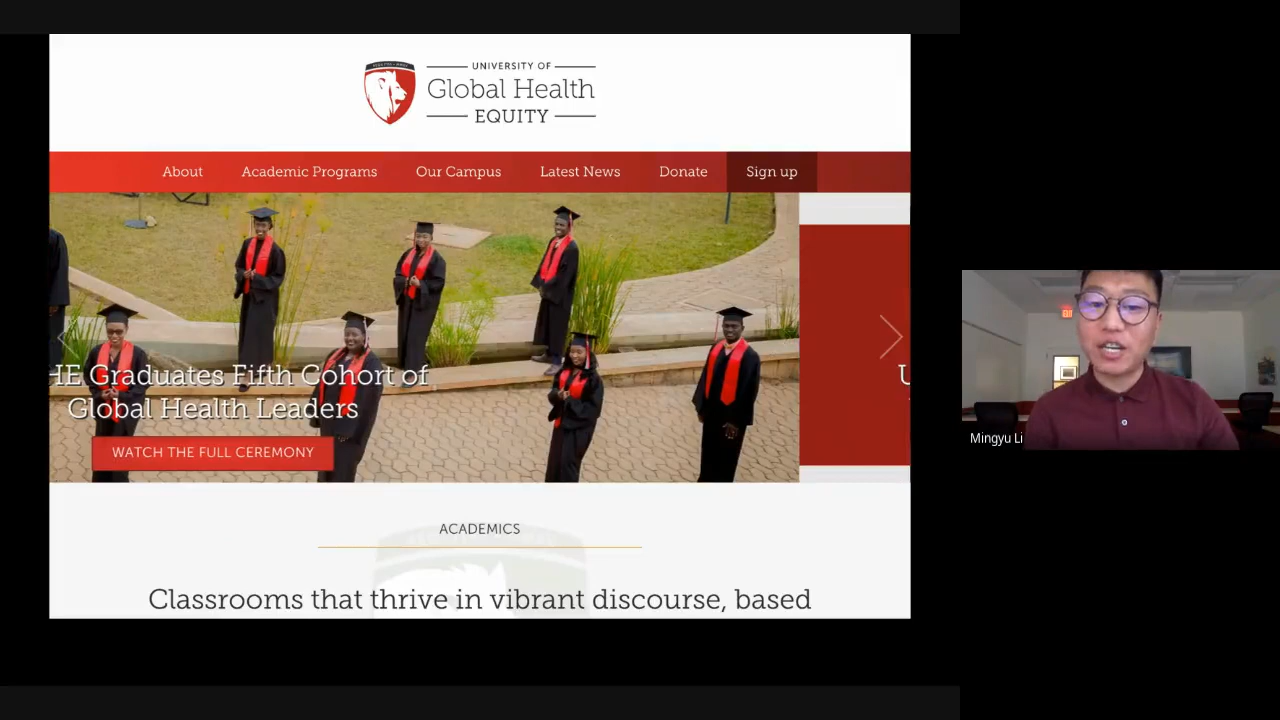 UNIVERSITY OF
Global Health
EQUITY
About Academic Programs Our Campus Latest News Donate Sign up
IE Graduates Fifth Cohort of
Global Health Leaders
WATCH THE FULL CEREMONY
U
ACADEMICS
Classrooms that thrive in vibrant discourse, based
Mingyu Li